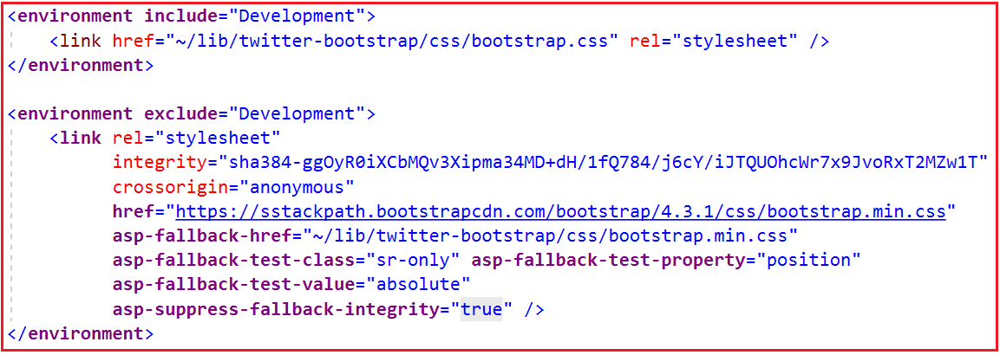 <environment include="Development">
<link href="~/lib/twitter-bootstrap/css/bootstrap.css" rel="stylesheet" />
</environment>
<environment exclude="Development">
<link rel="stylesheet"
integrity="sha384-ggOyR0iXCbMQv3Xipma34MD+dH/1fQ784/j6cY/iJTQUOhcWr7x9JvoRxT2MZw1T"
crossorigin="anonymous"
href="https://sstackpath.bootstrapcdn.com/bootstrap/4.3.1/css/bootstrap.min.css"
asp-fallback-href="~/lib/twitter-bootstrap/css/bootstrap.min.css"
asp-fallback-test-class="sr-only" asp-fallback-test-property="position"
asp-fallback-test-value="absolute"
asp-suppress-fallback-integrity="true" />
</environment>